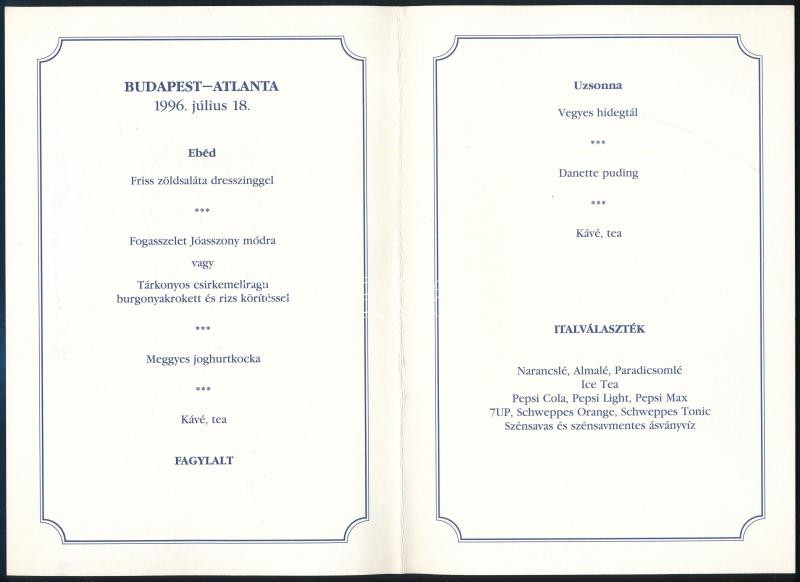 BUDAPEST—ATLANTA
1996. július 18.
Ebéd
Friss zöldsaláta dresszinggel
***
Fogasszelet Jóasszony módra
vagy
Tárkonyos csirkemellragu
burgonyakrokett és rizs körítéssel
***
Meggyes joghurtkocka
***
Kávé, tea
FAGYLALT
Uzsonna
Vegyes hidegtál
***
Danette puding
***
Kávé, tea
ITALVÁLASZTÉK
Narancslé, Almalé, Paradicsomlé
Ice Tea
Pepsi Cola, Pepsi Light, Pepsi Max
7UP, Schweppes Orange, Schweppes Tonic
Szénsavas és szénsavmentes ásványvíz